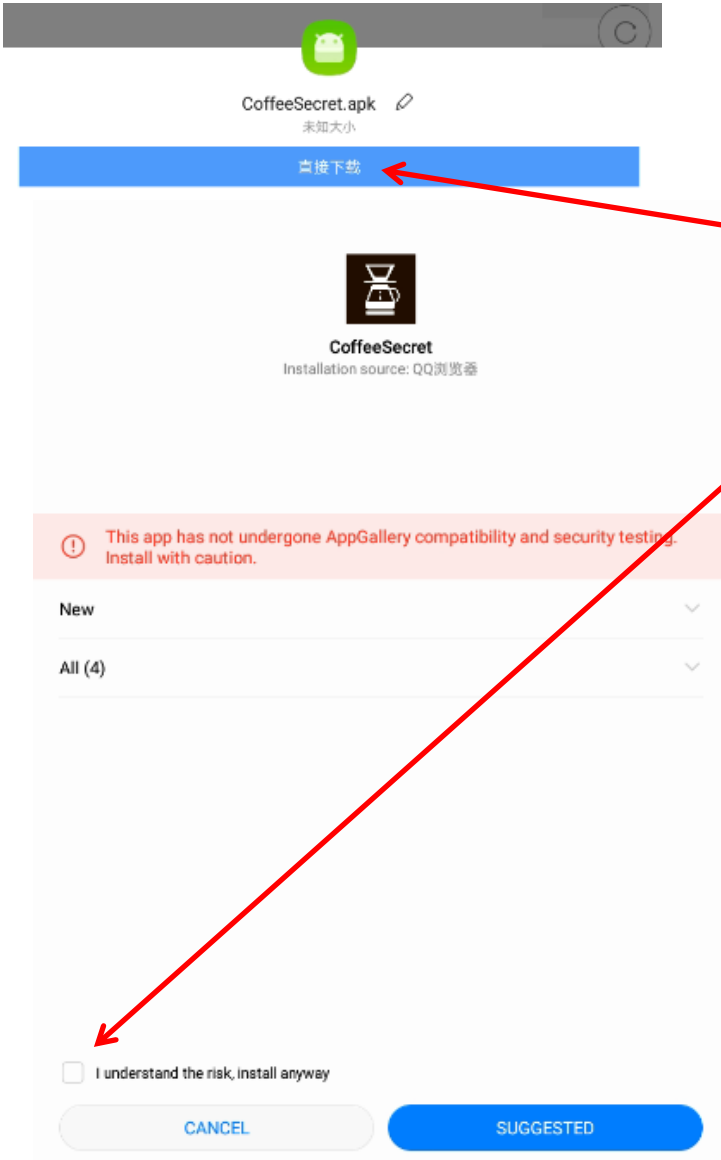 CoffeeSecret.apk
未知大小
直接下载
CoffeeSecret
Installation source: QQ浏览器
This app has not undergone AppGallery compatibility and security testing.
Install with caution.
New
All (4)
I understand the risk, install anyway
CANCEL
SUGGESTED